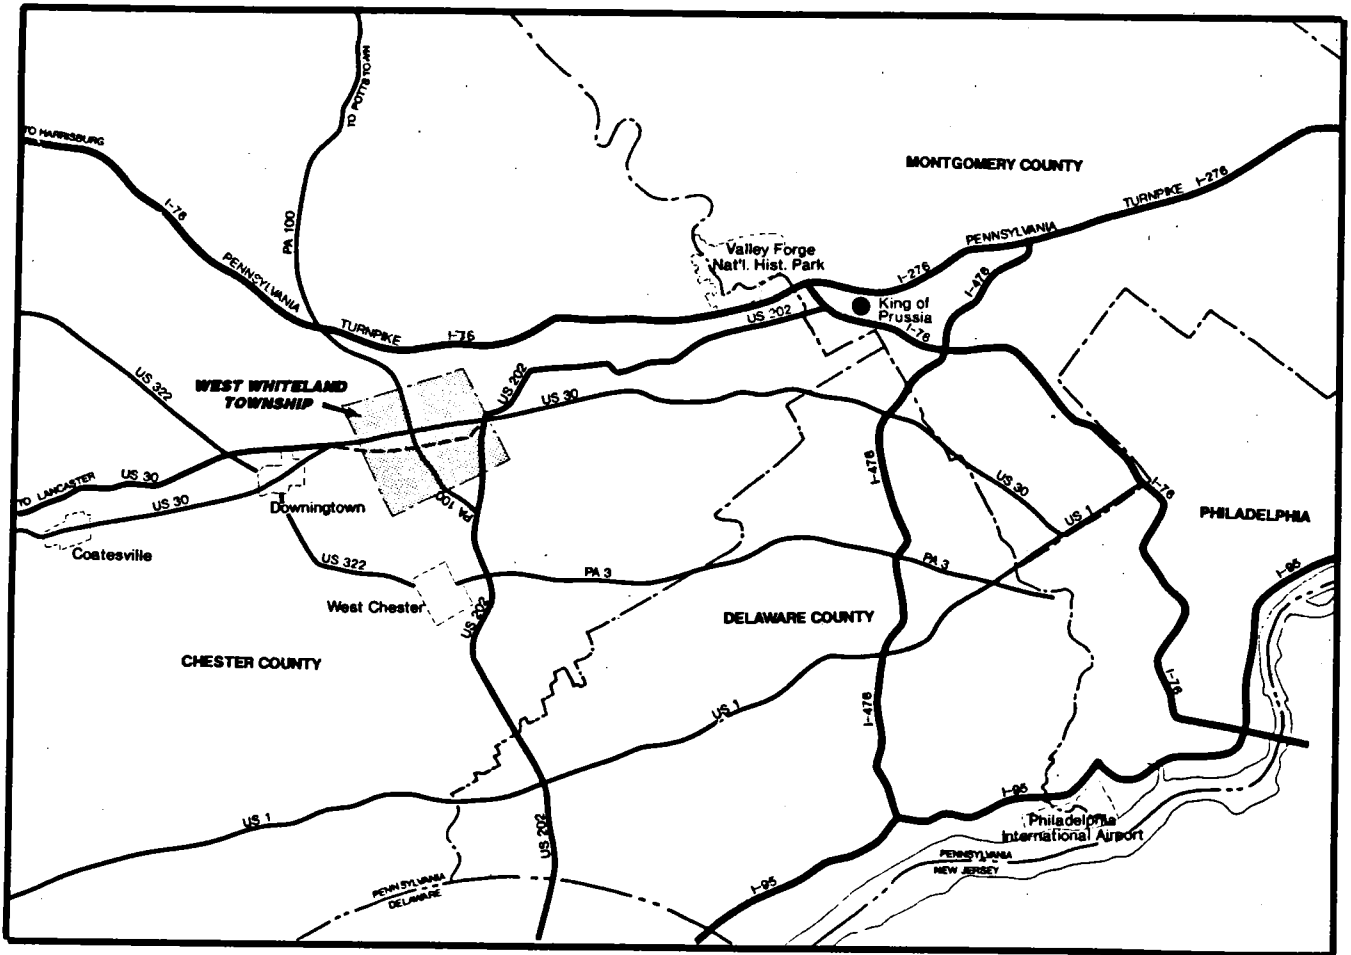 TO POTTSTOWN
TO HARRISBURG
MONTGOMERY COUNTY
I-76
PA 100
PENNSYLVANIA
TURNPIKE
I-76
Valley Forge
Nat'l. Hist. Park
I-276
PENNSYLVANIA
TURNPIKE
I-276
I-476
King of
Prussia
I-76
US 202
US 322
WEST WHITELAND
TOWNSHIP
US 202
US 30
TO LANCASTER
US 30
US 30
Downingtown
Coatesville
PA 100
I-476
US 30
I-76
US 1
PHILADELPHIA
US 322
West Chester
PA 3
PA 3
I-95
US 202
DELAWARE COUNTY
CHESTER COUNTY
US 1
I-476
I-76
US 1
US 202
I-95
Philadelphia
International Airport
PENNSYLVANIA
NEW JERSEY
PENNSYLVANIA
DELAWARE
I-95